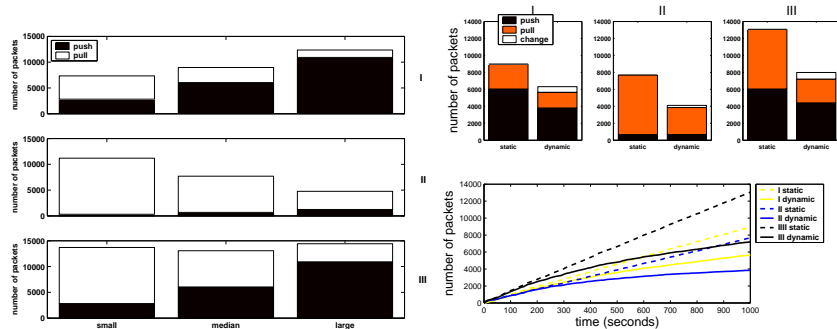 push
pull
number of packets
15000
10000
5000
0
I
number of packets
15000
10000
5000
0
II
number of packets
15000
10000
5000
0
III
small
median
large
I
II
III
push
pull
change
number of packets
14000
12000
10000
8000
6000
4000
2000
0
static
dynamic
14000
12000
10000
8000
6000
4000
2000
0
static
dynamic
14000
12000
10000
8000
6000
4000
2000
0
static
dynamic
number of packets
14000
12000
10000
8000
6000
4000
2000
0
0 100 200 300 400 500 600 700 800 900 1000
time (seconds)
I static
I dynamic
II static
II dynamic
IIII static
III dynamic